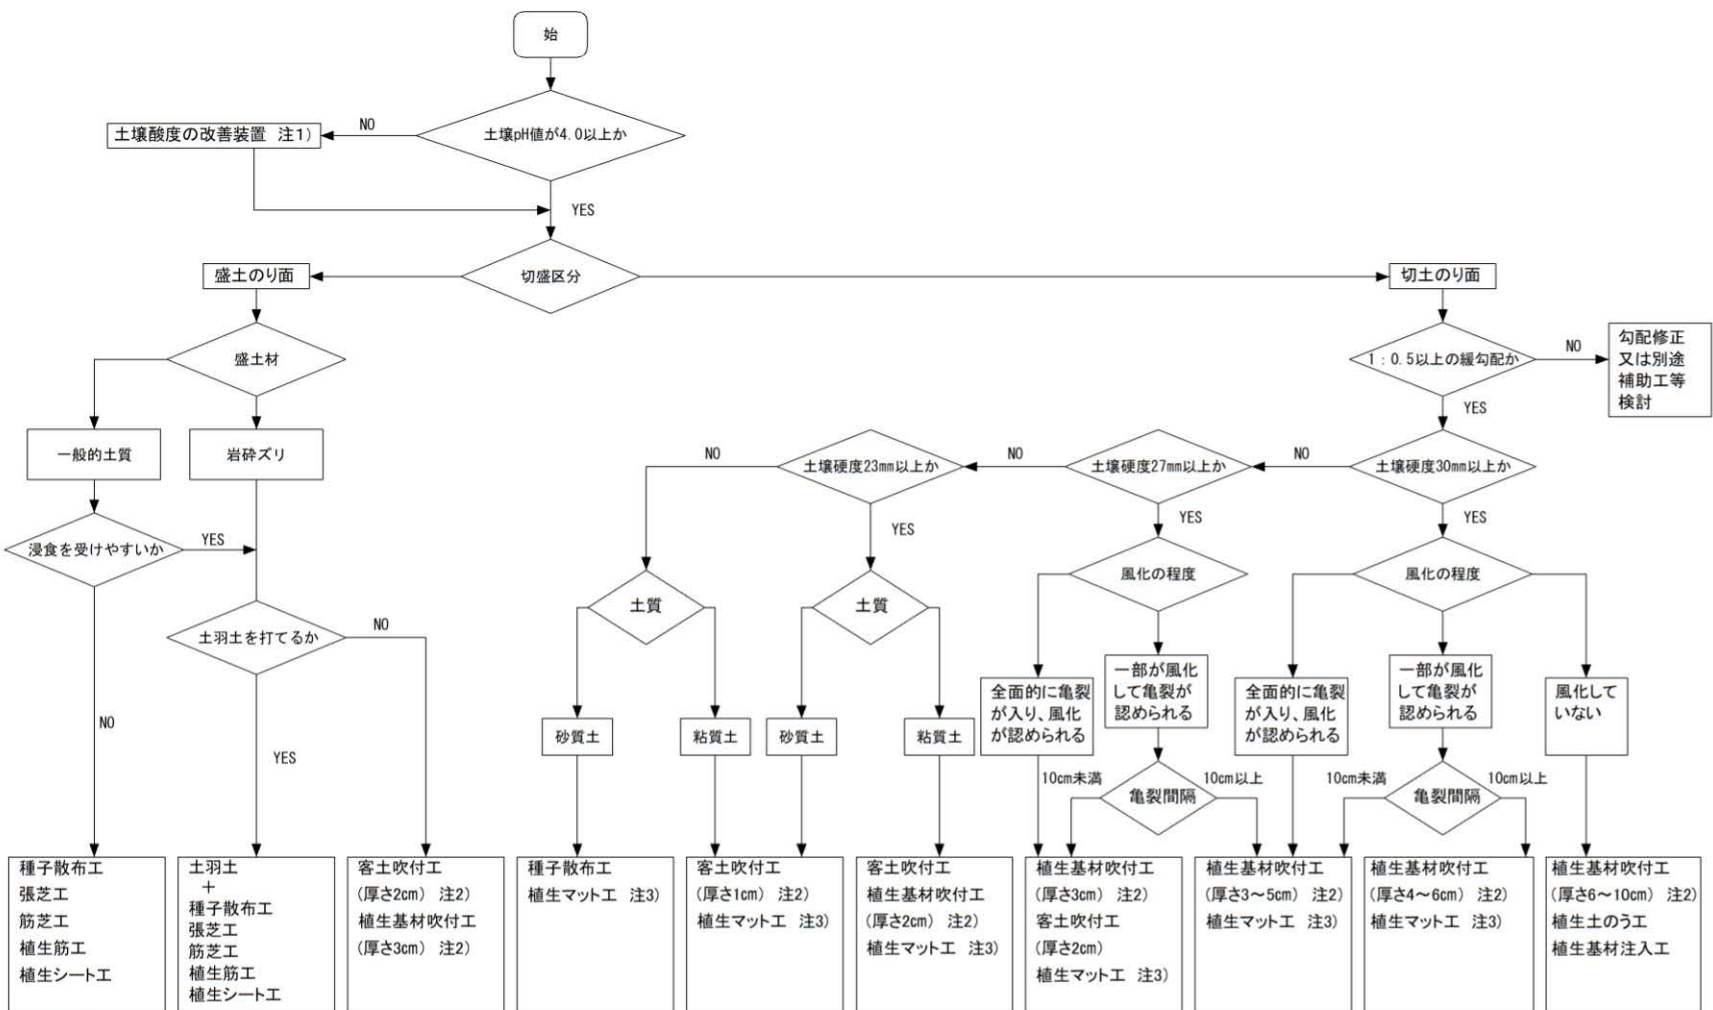 始
土壌pH値が4.0以上か
NO
土壌酸度の改善装置 注1)
YES
切盛区分
盛土のり面
切土のり面
盛土材
1：0.5以上の緩勾配か
NO
勾配修正
又は別途
補助工等
検討
YES
一般的土質
岩砕ズリ
NO
土壌硬度23㎜以上か
NO
土壌硬度27㎜以上か
NO
土壌硬度30㎜以上か
YES
YES
YES
浸食を受けやすいか
YES
風化の程度
風化の程度
土質
土質
土羽土を打てるか
NO
NO
YES
全面的に亀裂
が入り、風化
が認められる
一部が風化
して亀裂が
認められる
全面的に亀裂
が入り、風化
が認められる
一部が風化
して亀裂が
認められる
風化して
いない
砂質土
粘質土
砂質土
粘質土
10cm未満
亀裂間隔
10cm以上
10cm未満
亀裂間隔
10cm以上
種子散布工
張芝工
筋芝工
植生筋工
植生シート工
土羽土
＋
種子散布工
張芝工
筋芝工
植生筋工
植生シート工
客土吹付工
(厚さ2cm) 注2)
植生基材吹付工
(厚さ3cm) 注2)
種子散布工
植生マット工 注3)
客土吹付工
(厚さ1cm) 注2)
植生マット工 注3)
客土吹付工
植生基材吹付工
(厚さ2cm) 注2)
植生マット工 注3)
植生基材吹付工
(厚さ3cm) 注2)
客土吹付工
(厚さ2cm)
植生マット工 注3)
植生基材吹付工
(厚さ3～5cm) 注2)
植生マット工 注3)
植生基材吹付工
(厚さ4～6cm) 注2)
植生マット工 注3)
植生基材吹付工
(厚さ6～10cm) 注2)
植生土のう工
植生基材注入工